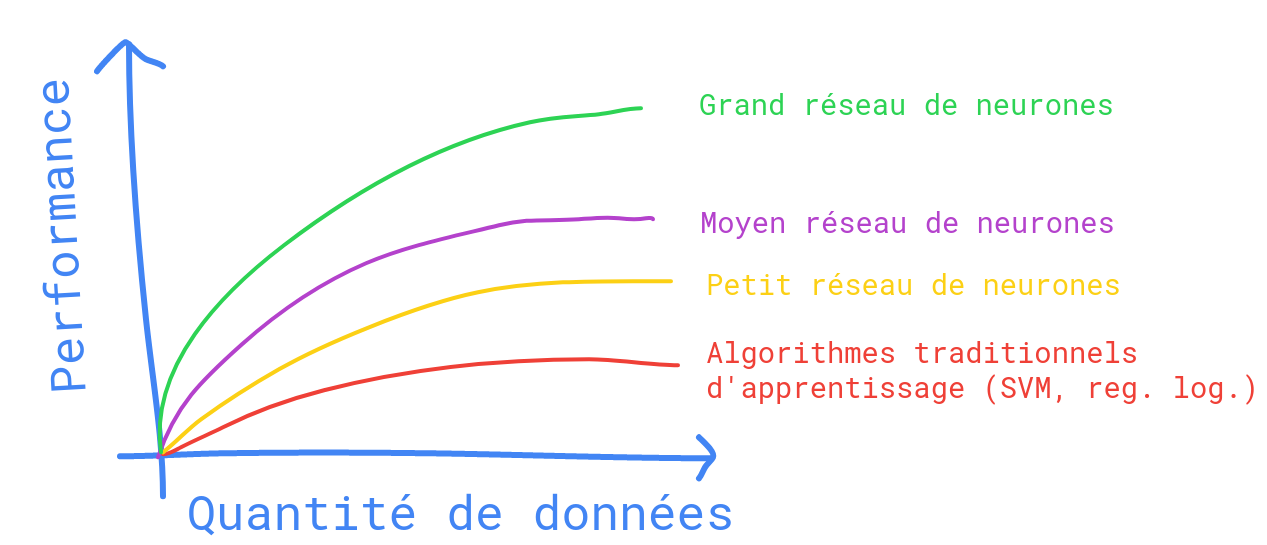 Performance
Grand réseau de neurones
Moyen réseau de neurones
Petit réseau de neurones
Algorithmes traditionnels
d'apprentissage (SVM, reg. log.)
Quantité de données